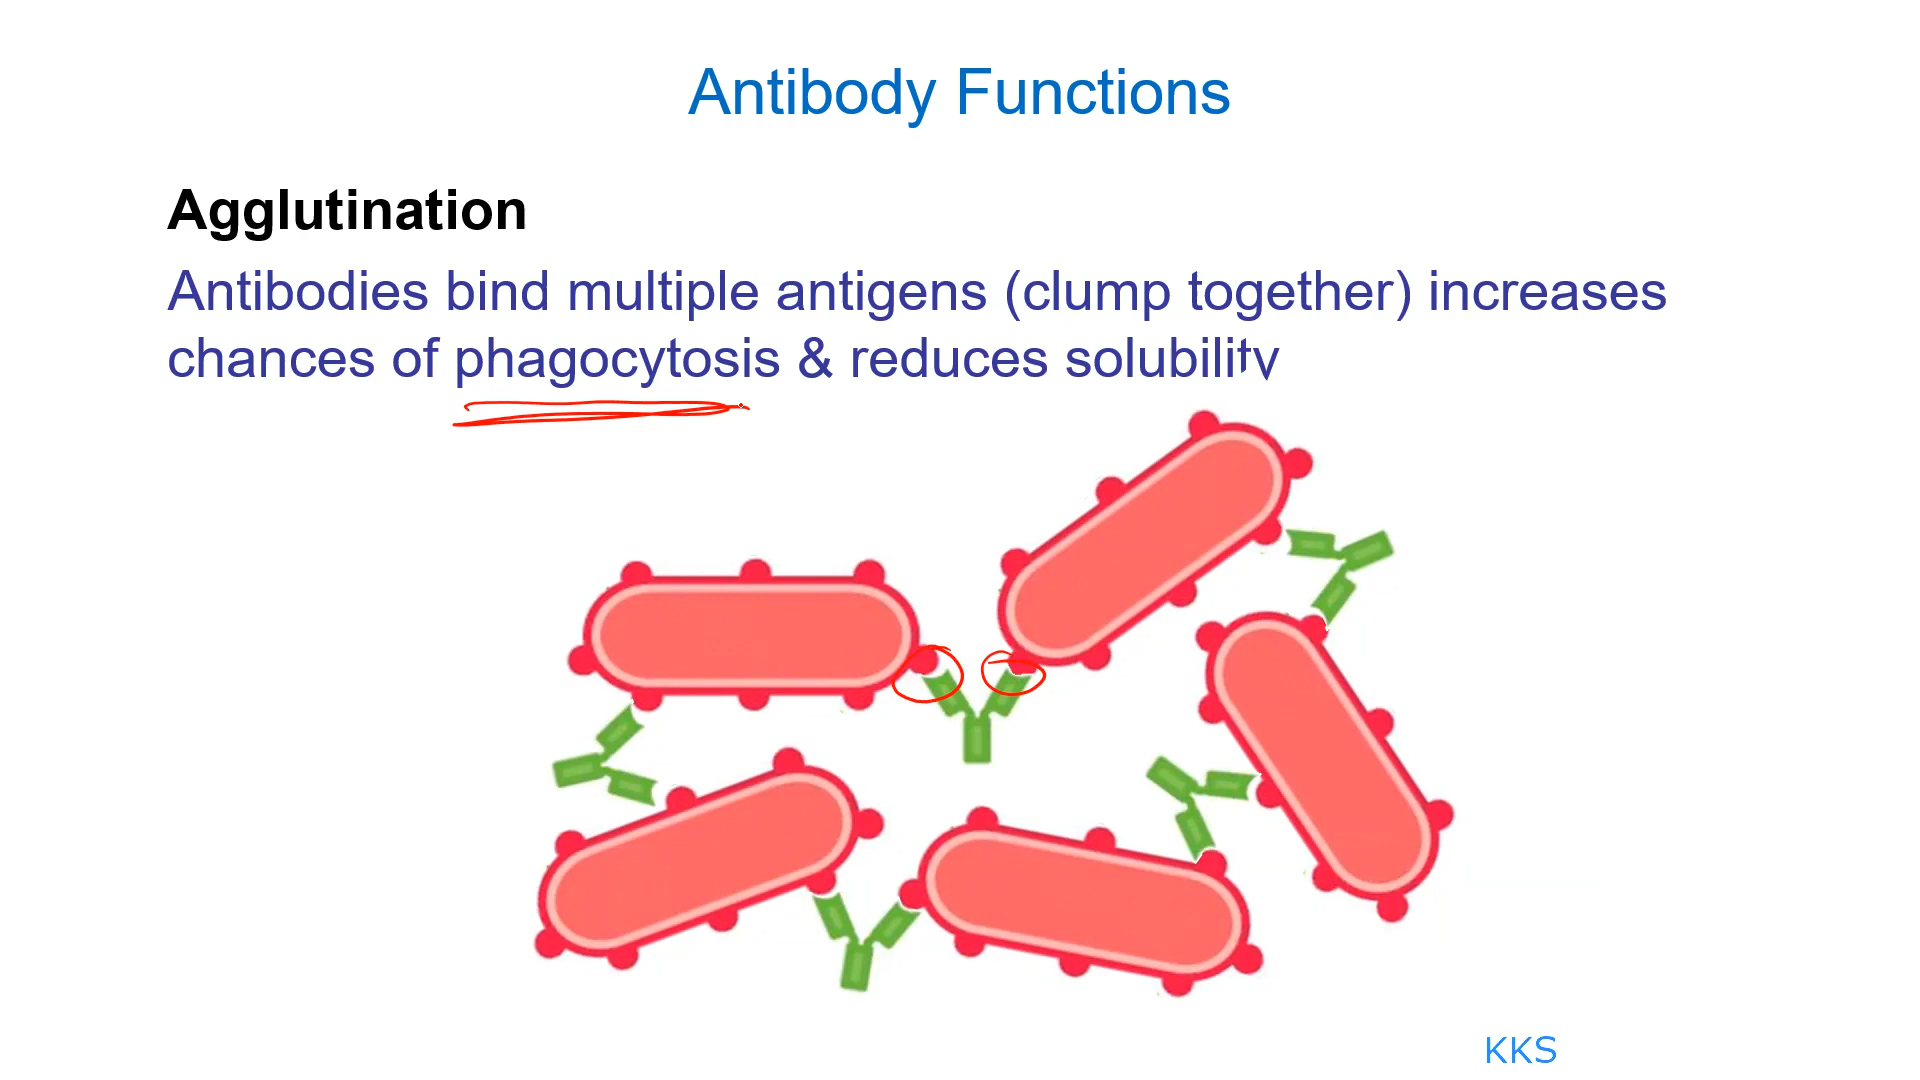 Antibody Functions
Agglutination
Antibodies bind multiple antigens (clump together) increases
chances of phagocytosis & reduces solubility
KKS